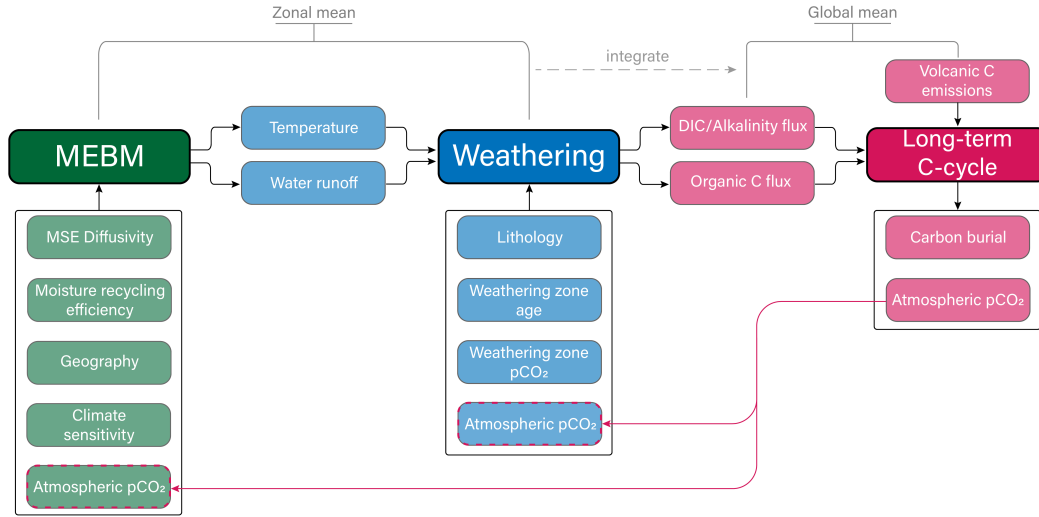 Zonal mean
Global mean
integrate
Volcanic C
emissions
MEBM
Temperature
Water runoff
Weathering
DIC/Alkalinity flux
Organic C flux
Long-term
C-cycle
MSE Diffusivity
Moisture recycling
efficiency
Geography
Climate
sensitivity
Atmospheric pCO₂
Lithology
Weathering zone
age
Weathering zone
pCO₂
Atmospheric pCO₂
Carbon burial
Atmospheric pCO₂